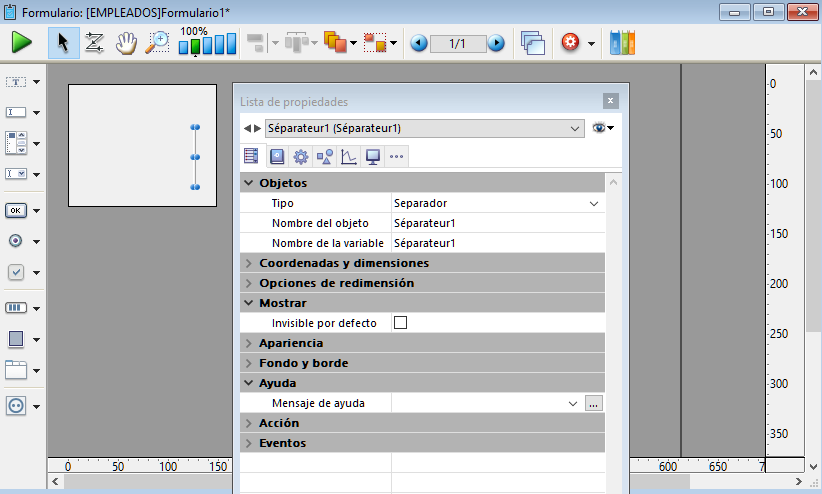 Formulario: [EMPLEADOS]Formulario1*
100%
1/1
Lista de propiedades
Séparateur1 (Séparateur1)
Objetos
Tipo Separador
Nombre del objeto Séparateur1
Nombre de la variable Séparateur1
Coordenadas y dimensiones
Opciones de redimensión
Mostrar
Invisible por defecto
Apariencia
Fondo y borde
Ayuda
Mensaje de ayuda ...
Acción
Eventos
T
OK
0
50
100
150
200
250
300
350
0 50 100 150 600 650 7